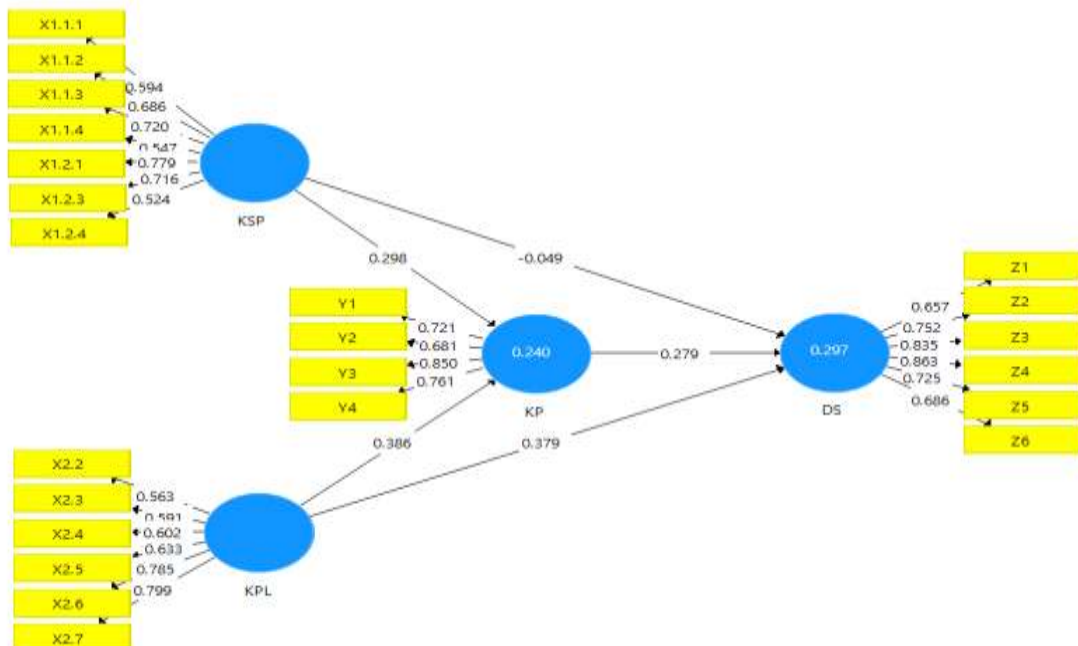 X1.1.1
X1.1.2
X1.1.3
X1.1.4
X1.2.1
X1.2.3
X1.2.4
0.594
0.686
0.720
0.547
0.779
0.716
0.524
KSP
0.298
-0.049
Y1
Y2
Y3
Y4
0.721
0.681
0.850
0.761
0.240
KP
0.279
0.297
DS
Z1
Z2
Z3
Z4
Z5
Z6
0.657
0.752
0.835
0.863
0.725
0.686
0.386
0.379
X2.2
X2.3
X2.4
X2.5
X2.6
X2.7
0.563
0.591
0.602
0.633
0.785
0.799
KPL